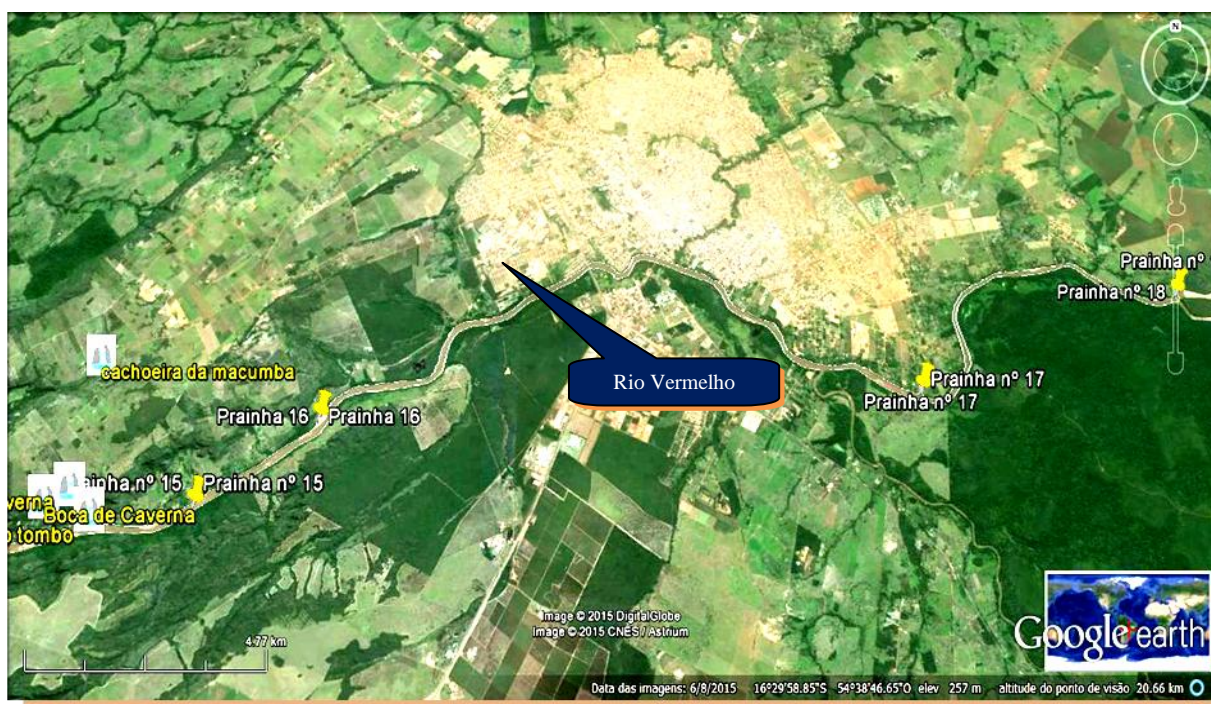 N
Prainha nº
Prainha nº 18
Rio Vermelho
cachoeira da macumba
Prainha nº 17
Prainha nº 17
Prainha 16 Prainha 16
Prainha nº 15
Boca de Caverna
tombo
Image © 2015 DigitalGlobe
Image © 2015 CNES / Astrium
4.77 km
Google earth
Data das imagens: 6/8/2015 16°29'58.85"S 54°38'46.65"O elev 257 m altitude do ponto de visão 20.66 km